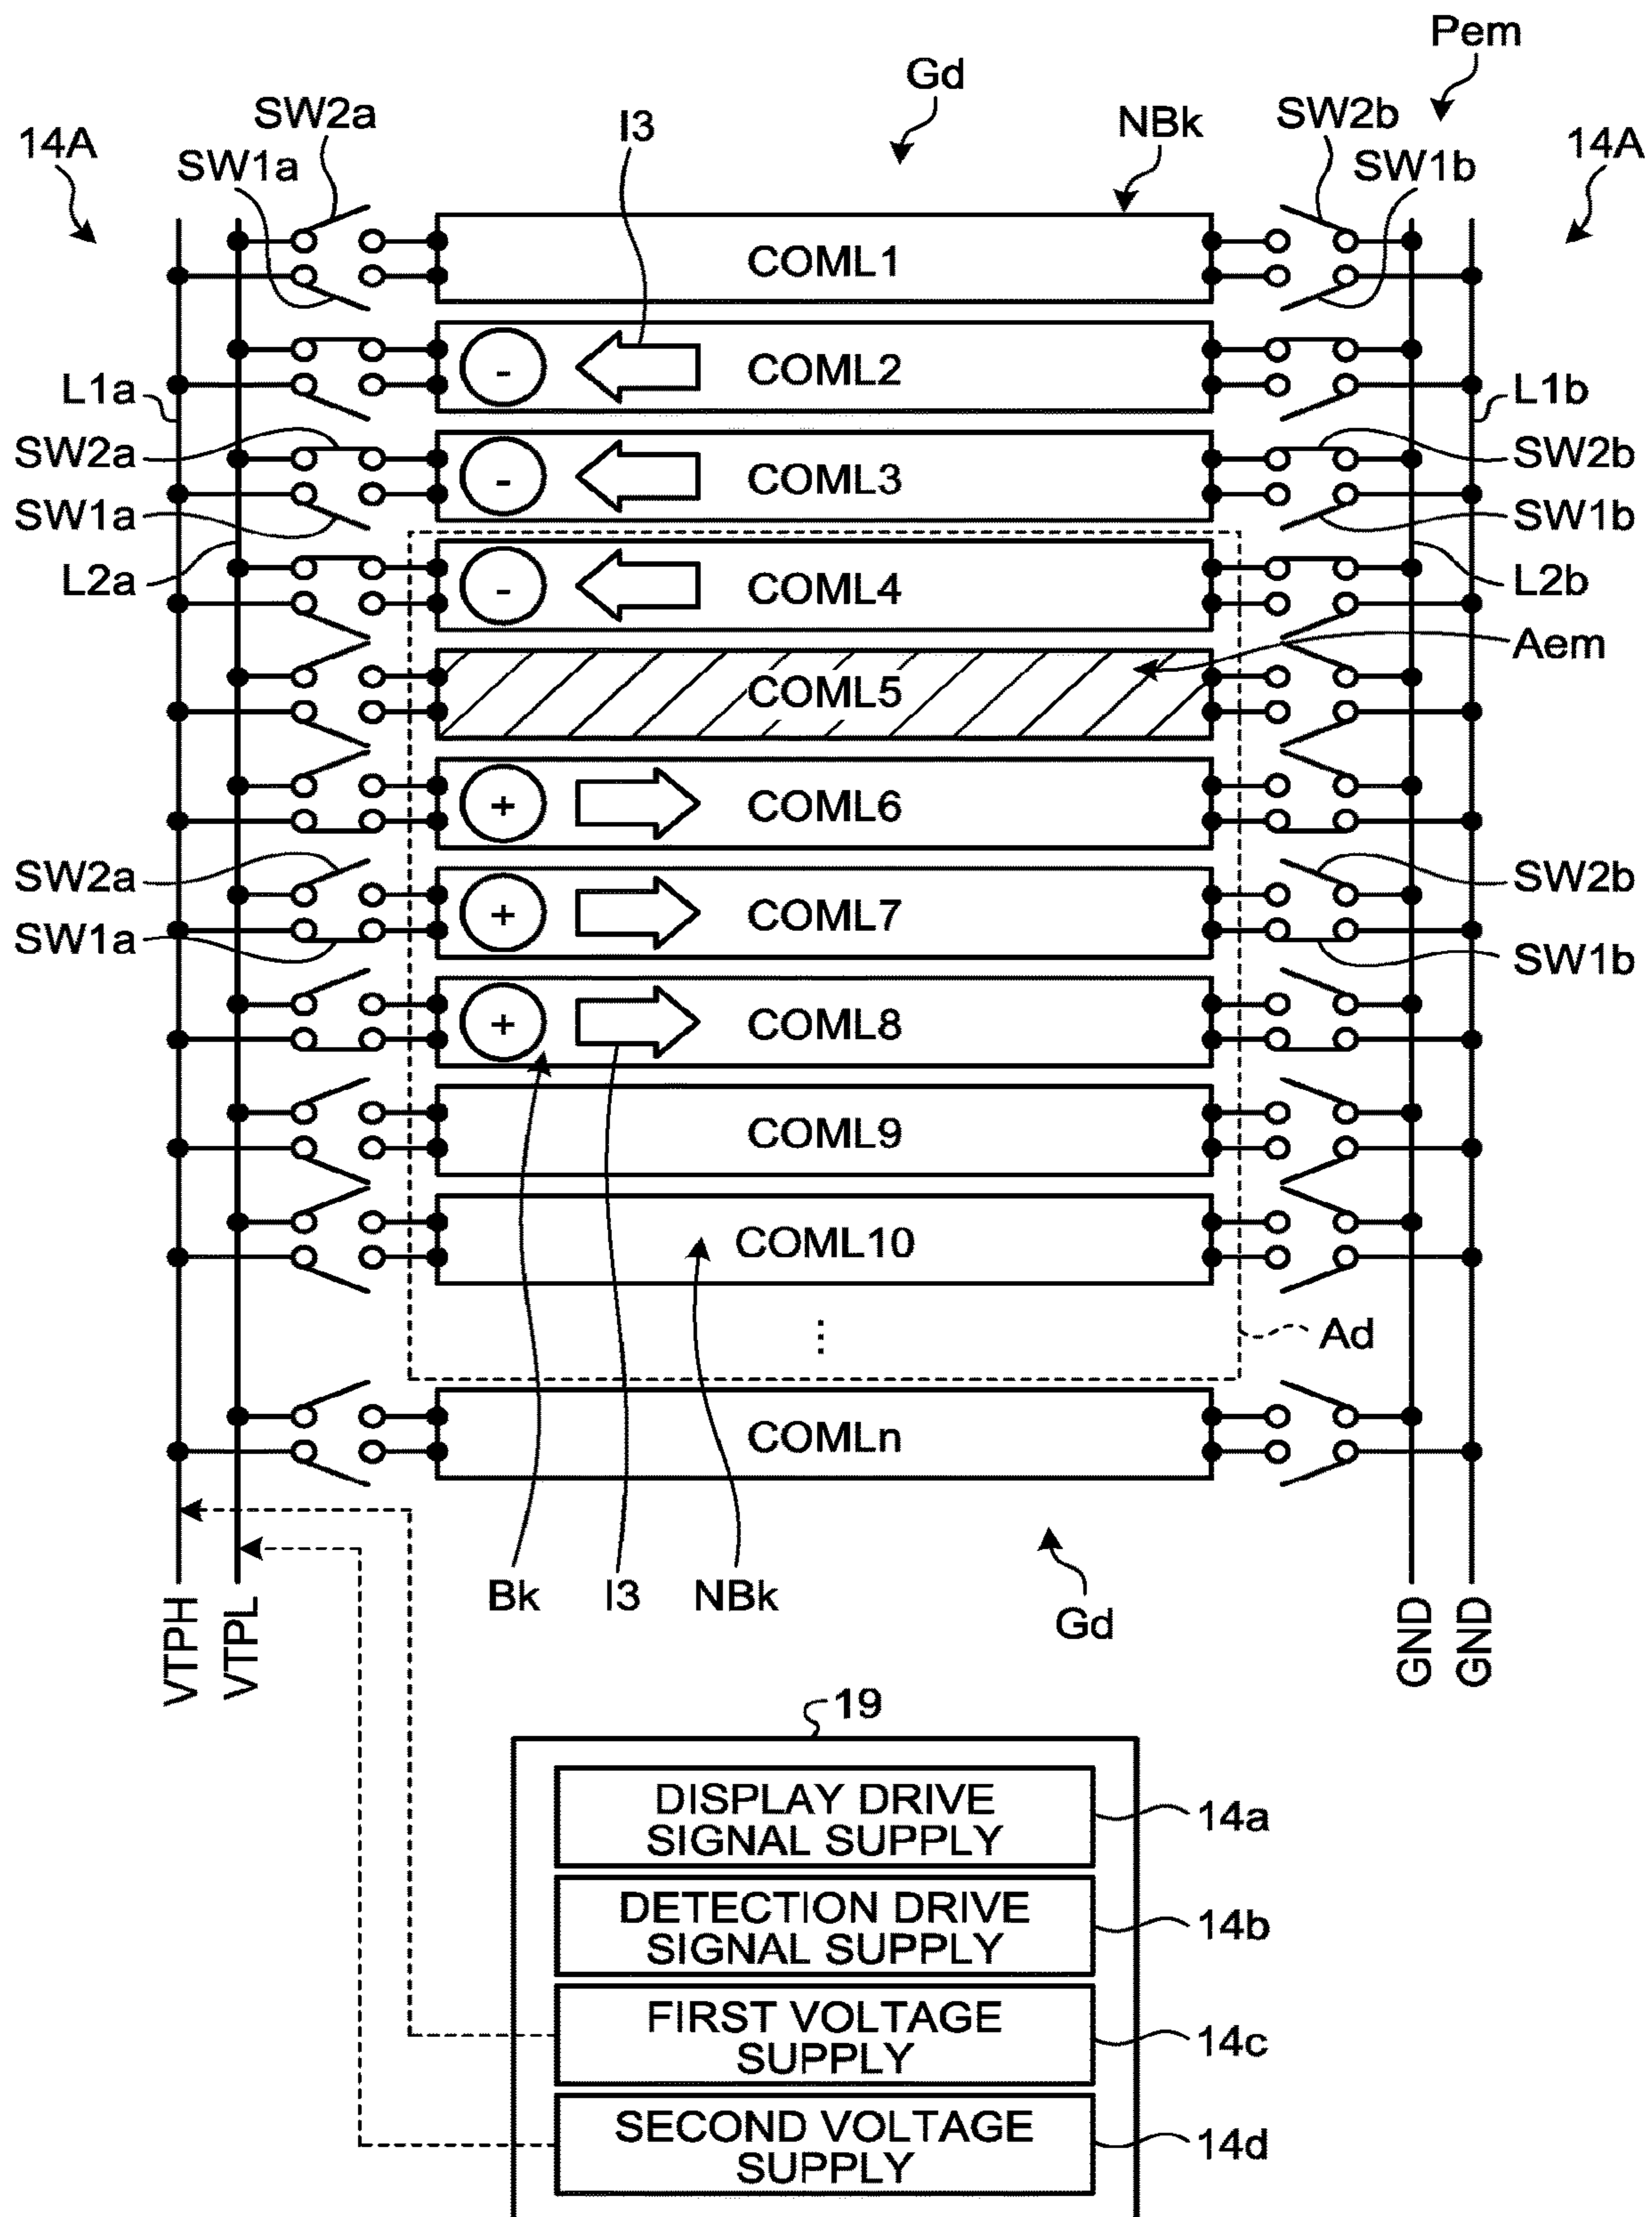 Pem
Gd
SW2a
I3
NBk
SW2b
14A
SW1a
SW1b
14A
COML1
COML2
L1a
L1b
SW2a
COML3
SW2b
SW1a
SW1b
L2a
COML4
L2b
-
-
-
Aem
COML5
+
COML6
SW2a
SW2b
+
COML7
SW1a
SW1b
+
COML8
COML9
COML10
⋮
Ad
COMLn
Bk
I3
NBk
Gd
VTPH
VTPL
GND
GND
19
DISPLAY DRIVE
SIGNAL SUPPLY
14a
DETECTION DRIVE
SIGNAL SUPPLY
14b
FIRST VOLTAGE
SUPPLY
14c
SECOND VOLTAGE
SUPPLY
14d